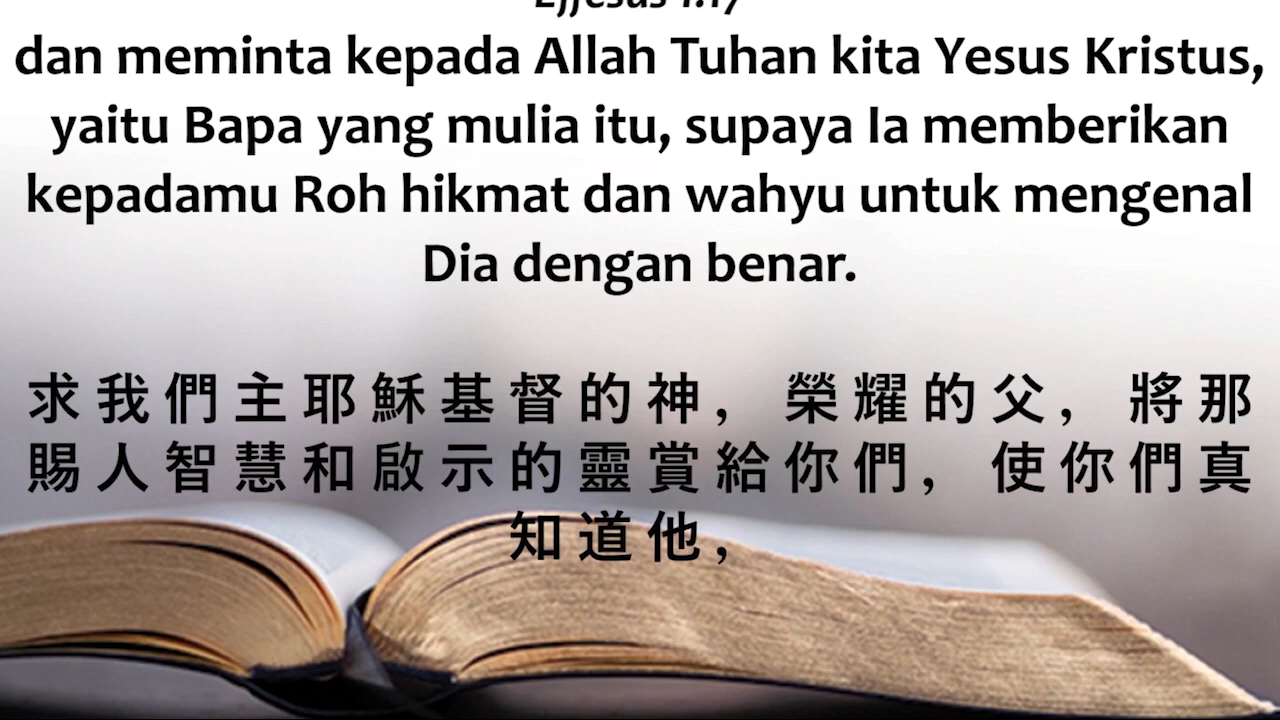 Effesus 1:17
dan meminta kepada Allah Tuhan kita Yesus Kristus,
yaitu Bapa yang mulia itu, supaya Ia memberikan
kepadamu Roh hikmat dan wahyu untuk mengenal
Dia dengan benar.
求我們主耶穌基督的神，榮耀的父，將那
賜人智慧和啟示的靈賞給你們，使你們真
知道他，